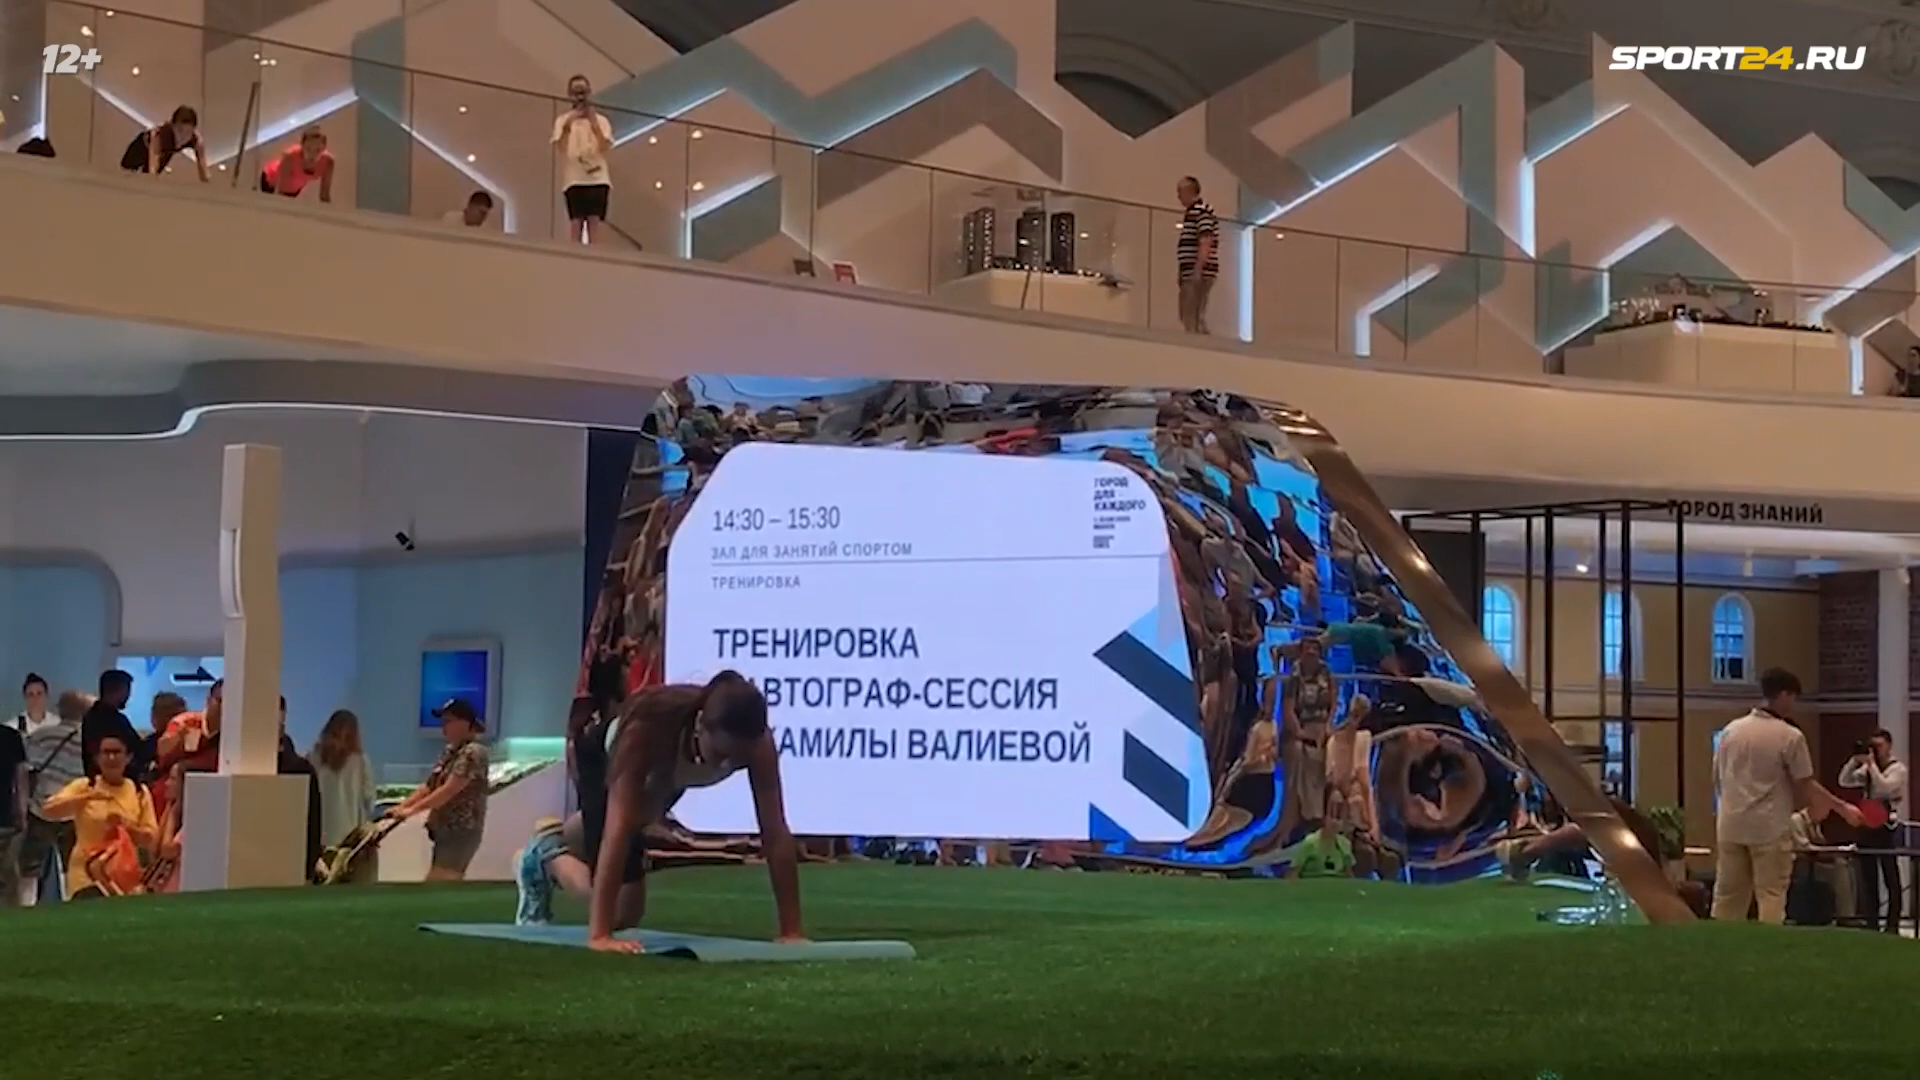 12+
SPORT24.RU
14:30 – 15:30
ЗАЛ ДЛЯ ЗАНЯТИЙ СПОРТОМ
ТРЕНИРОВКА
ТРЕНИРОВКА
АВТОГРАФ-СЕССИЯ
КАМИЛЫ ВАЛИЕВОЙ
ГОРОД
ДЛЯ
КАЖДОГО
ГОРОД ЗНАНИЙ